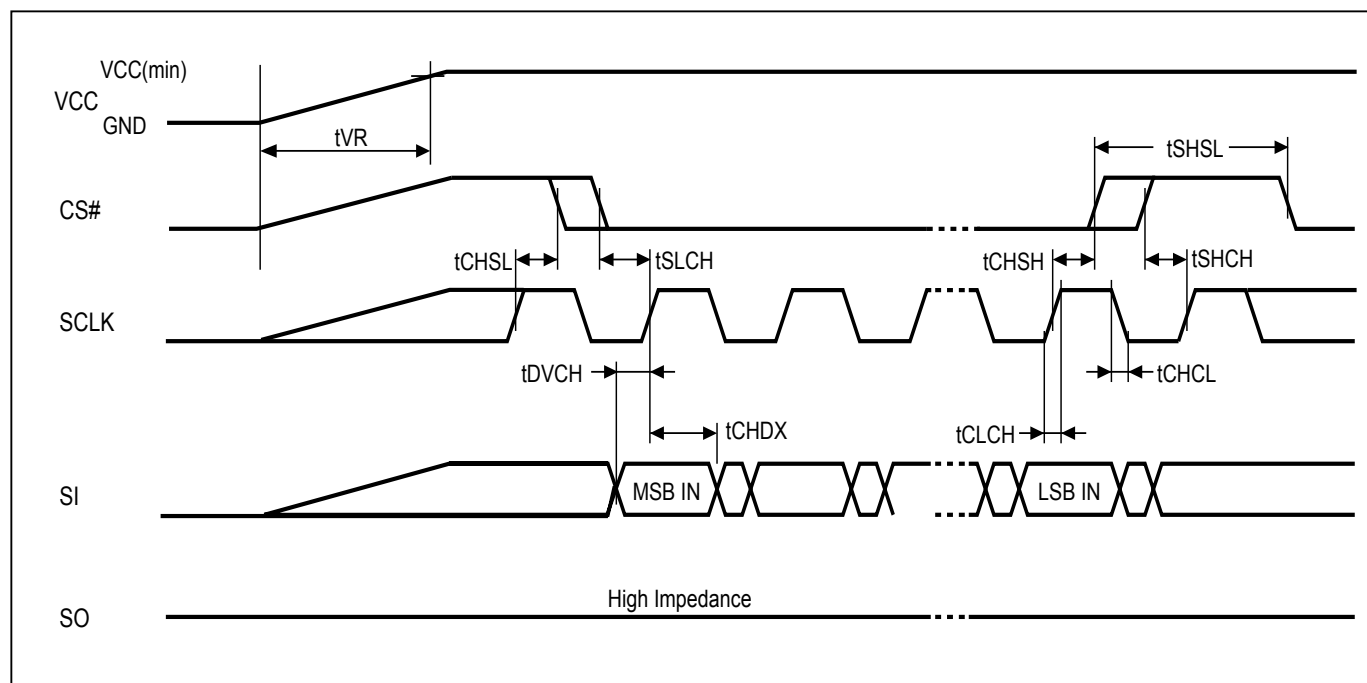 VCC(min)
VCC
GND
tVR
tSHSL
CS#
tCHSL
tSLCH
tCHSH
tSHCH
SCLK
tDVCH
tCHCL
tCHDX
tCLCH
SI
MSB IN
LSB IN
High Impedance
SO